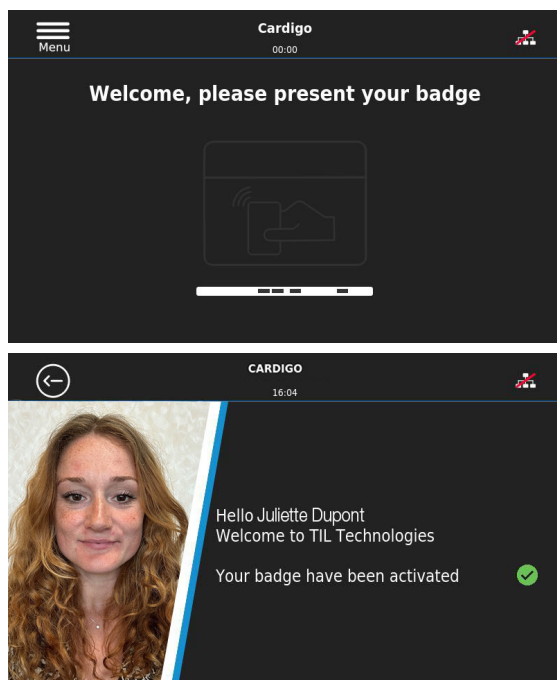 Cardigo
Menu
00:00
Welcome, please present your badge
CARDIGO
16:04
Hello Juliette Dupont
Welcome to TIL Technologies
Your badge have been activated